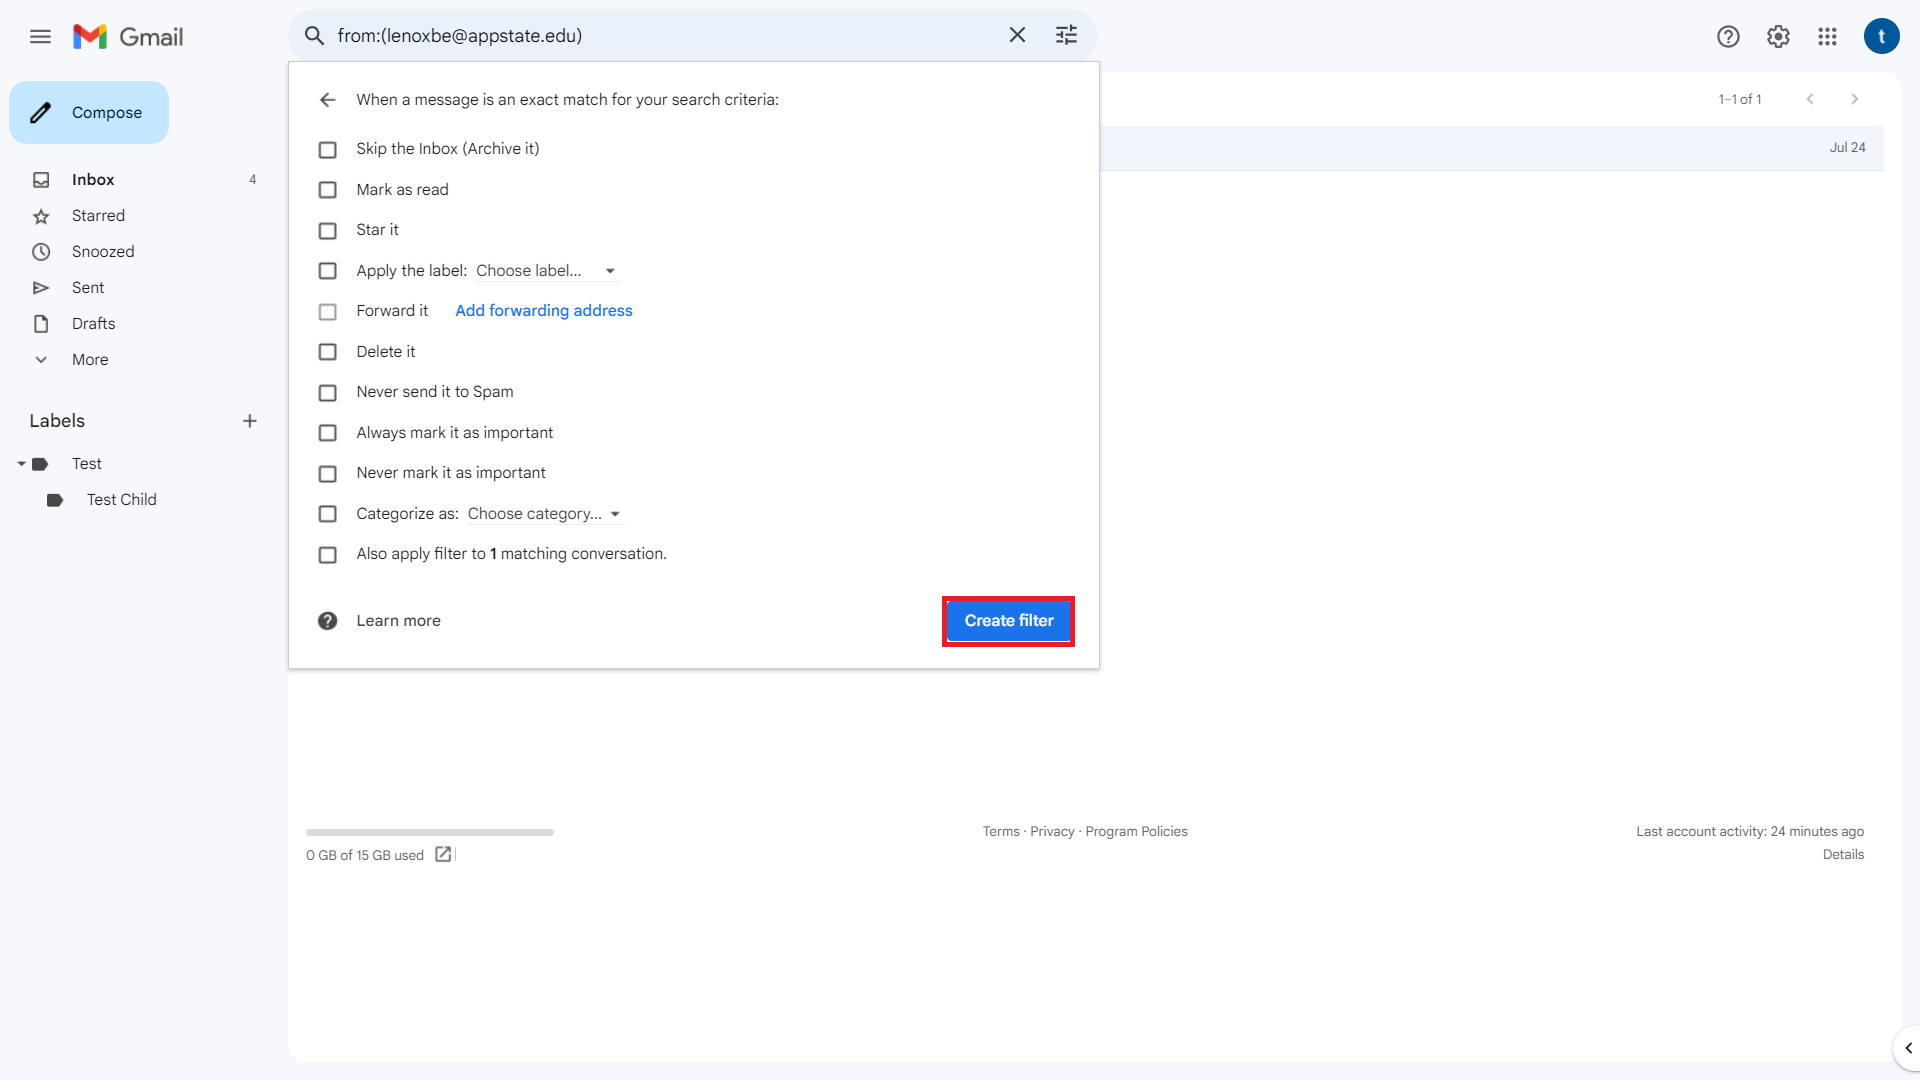 Gmail
from:(lenoxbe@appstate.edu)
t
Compose
Inbox 4
Starred
Snoozed
Sent
Drafts
More
Labels
Test
Test Child
When a message is an exact match for your search criteria:
Skip the Inbox (Archive it)
Mark as read
Star it
Apply the label: Choose label...
Forward it Add forwarding address
Delete it
Never send it to Spam
Always mark it as important
Never mark it as important
Categorize as: Choose category...
Also apply filter to 1 matching conversation.
Learn more
Create filter
1–1 of 1
Jul 24
0 GB of 15 GB used
Terms · Privacy · Program Policies
Last account activity: 24 minutes ago
Details